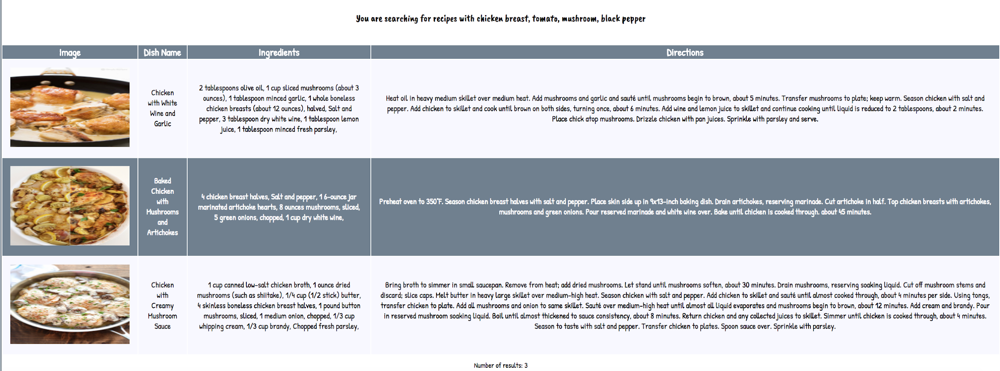 You are searching for recipes with chicken breast, tomato, mushroom, black pepper
Image
Dish Name
Ingredients
Directions
Chicken
with White
Wine and
Garlic
2 tablespoons olive oil, 1 cup sliced mushrooms (about 3
ounces), 1 tablespoon minced garlic, 1 whole boneless
chicken breasts (about 12 ounces), halved, Salt and
pepper, 3 tablespoon dry white wine, 1 tablespoon lemon
juice, 1 tablespoon minced fresh parsley,
Heat oil in heavy medium skillet over medium heat. Add mushrooms and garlic and sauté until mushrooms begin to brown, about 5 minutes. Transfer mushrooms to plate; keep warm. Season chicken with salt and
pepper. Add chicken to skillet and cook until brown on both sides, turning once, about 6 minutes. Add wine and lemon juice to skillet and continue cooking until liquid is reduced to 2 tablespoons, about 2 minutes.
Place chick atop mushrooms. Drizzle chicken with pan juices. Sprinkle with parsley and serve.
Baked
Chicken
with
Mushrooms
and
Artichokes
4 chicken breast halves, Salt and pepper, 1 6-ounce jar
marinated artichoke hearts, 8 ounces mushrooms, sliced,
5 green onions, chopped, 1 cup dry white wine,
Preheat oven to 350°F. Season chicken breast halves with salt and pepper. Place skin side up in 9x13-inch baking dish. Drain artichokes, reserving marinade. Cut artichoke in half. Top chicken breasts with artichokes,
mushrooms and green onions. Pour reserved marinade and white wine over. Bake until chicken is cooked through. about 45 minutes.
Chicken
with
Creamy
Mushroom
Sauce
1 cup canned low-salt chicken broth, 1 ounce dried
mushrooms (such as shiitake), 1/4 cup (1/2 stick) butter,
4 skinless boneless chicken breast halves, 1 pound button
mushrooms, sliced, 1 medium onion, chopped, 1/3 cup
whipping cream, 1/3 cup brandy, Chopped fresh parsley,
Bring broth to simmer in small saucepan. Remove from heat; add dried mushrooms. Let stand until mushrooms soften, about 30 minutes. Drain mushrooms, reserving soaking liquid. Cut off mushroom stems and
discard; slice caps. Melt butter in heavy large skillet over medium-high heat. Season chicken with salt and pepper. Add chicken to skillet and sauté until almost cooked through, about 4 minutes per side. Using tongs,
transfer chicken to plate. Add all mushrooms and onion to same skillet. Sauté over medium-high heat until almost all liquid evaporates and mushrooms begin to brown, about 12 minutes. Add cream and brandy. Pour
in reserved mushroom soaking liquid. Boil until almost thickened to sauce consistency, about 8 minutes. Return chicken and any collected juices to skillet. Simmer until chicken is cooked through, about 4 minutes.
Season to taste with salt and pepper. Transfer chicken to plates. Spoon sauce over. Sprinkle with parsley.
Number of results: 3